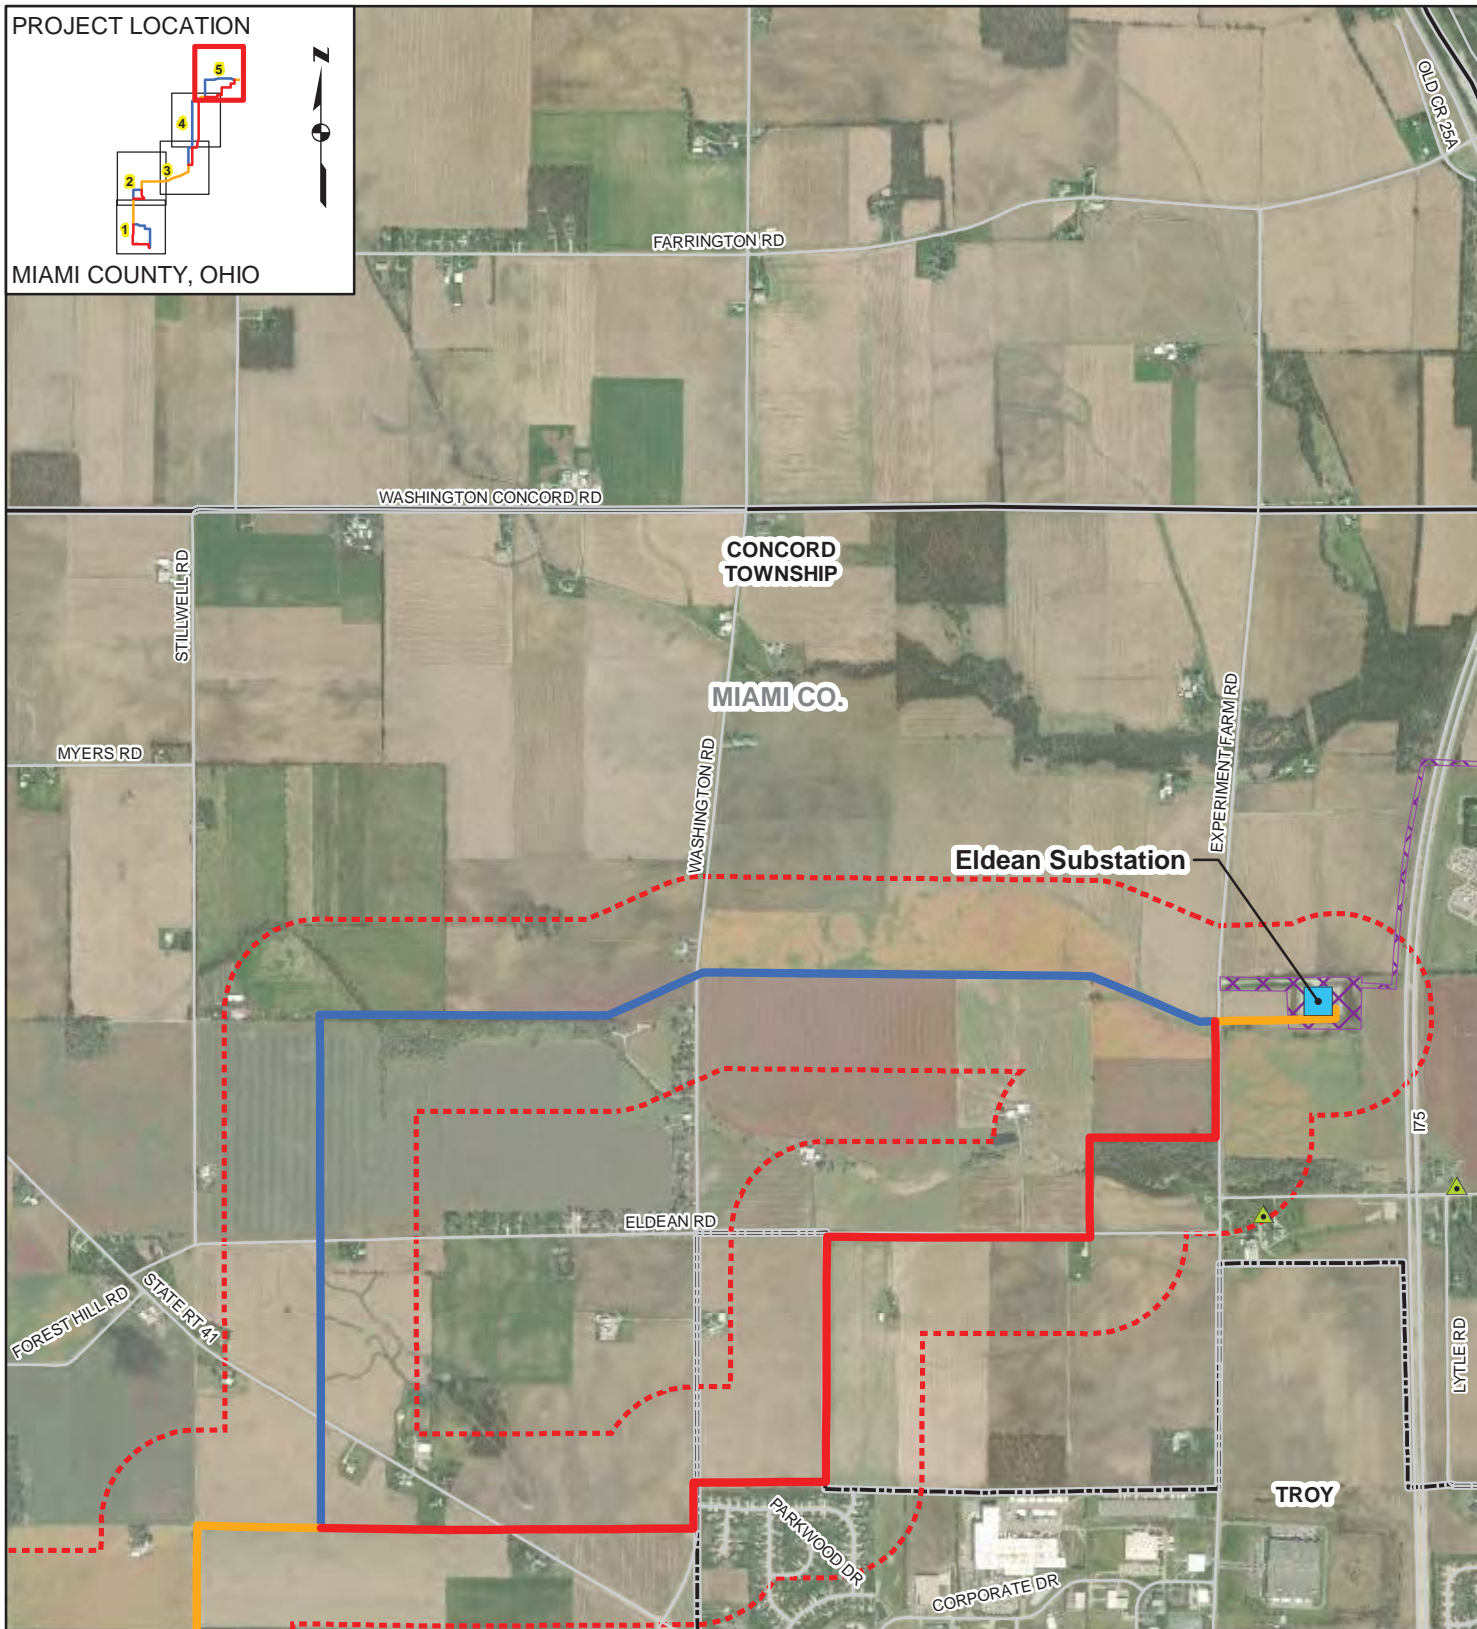 PROJECT LOCATION
5
4
3
2
1
Z
MIAMI COUNTY, OHIO
OLD CR 25A
FARRINGTON RD
WASHINGTON CONCORD RD
CONCORD
TOWNSHIP
STILLWELL RD
MIAMI CO.
MYERS RD
WASHINGTON RD
EXPERIMENT FARM RD
Eldean Substation
I75
ELDEAN RD
FOREST HILL RD
STATE RT 41
LYTLE RD
TROY
PARKWOOD DR
CORPORATE DR